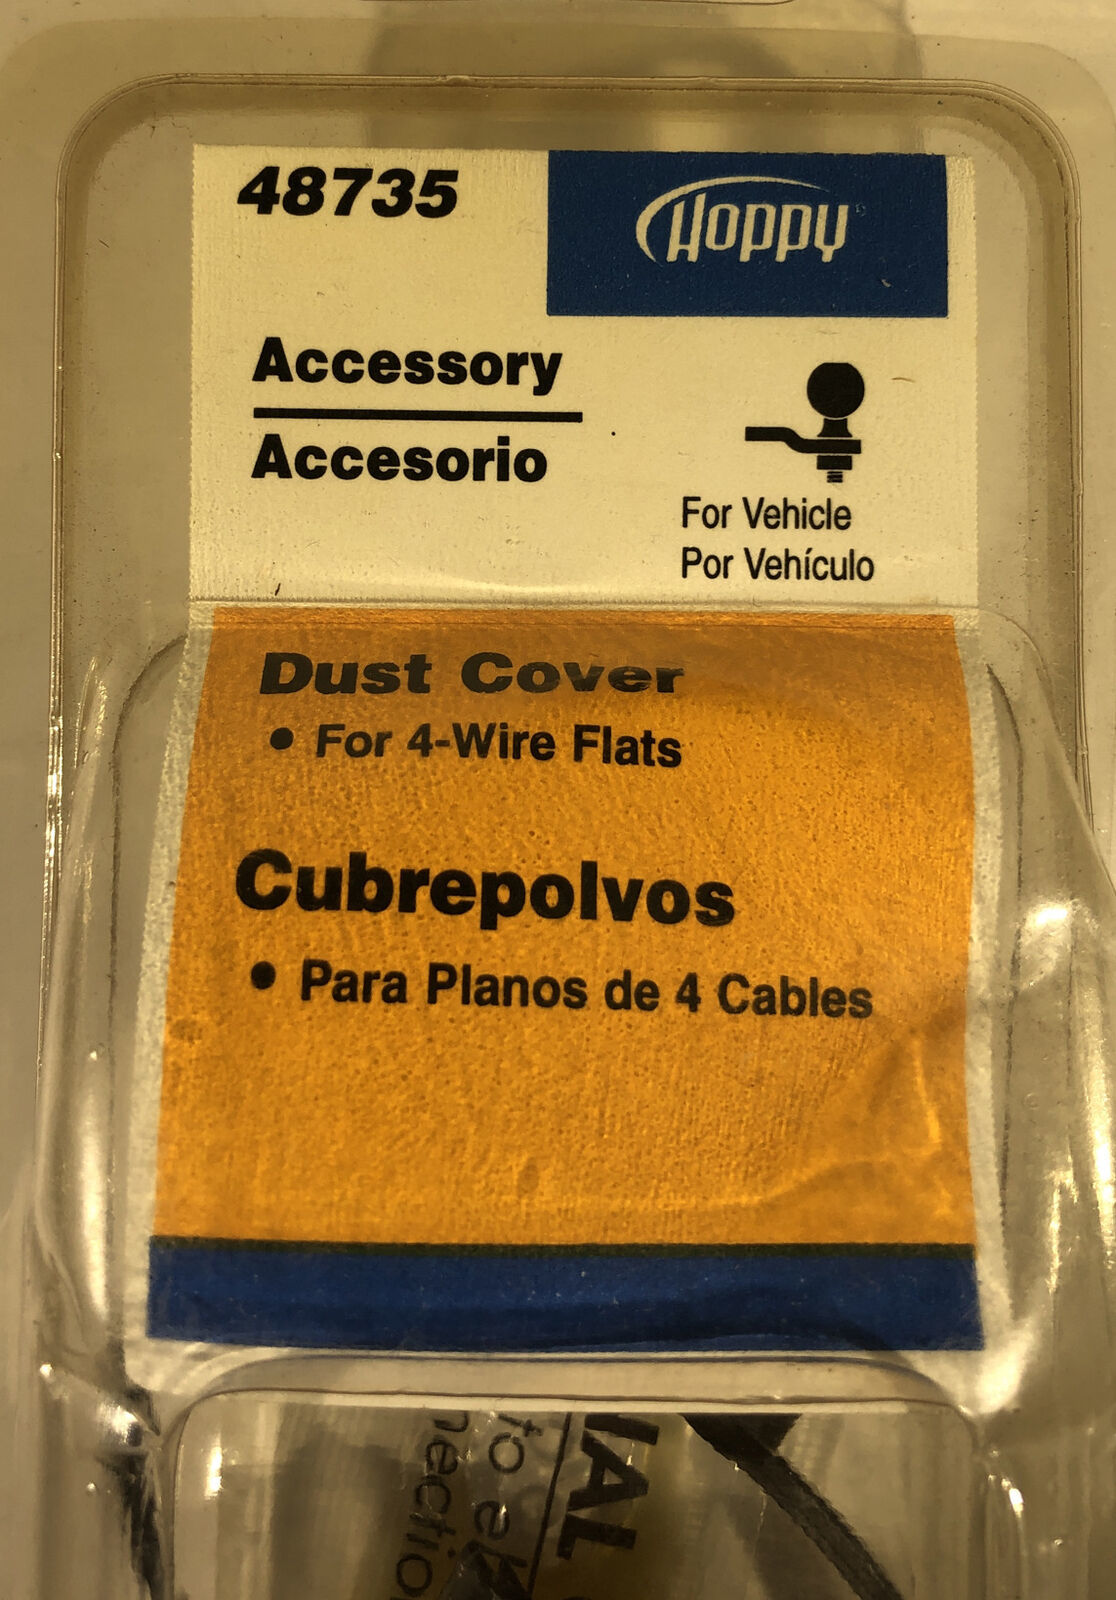 48735
Hoppy
Accessory
Accesorio
For Vehicle
Por Vehículo
Dust Cover
• For 4-Wire Flats
Cubrepolvos
• Para Planos de 4 Cables